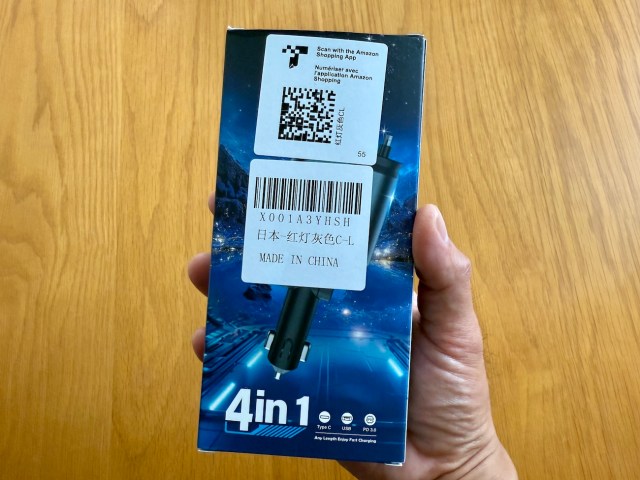 Scan with the Amazon
Shopping App
Numériser avec
l'application Amazon
Shopping
红灯灰色CL
55
X001A3YHSH
日本-红灯灰色C-L
MADE IN CHINA
4in1
Type C USB PD 3.0
Any Length Enjoy Fast Charging